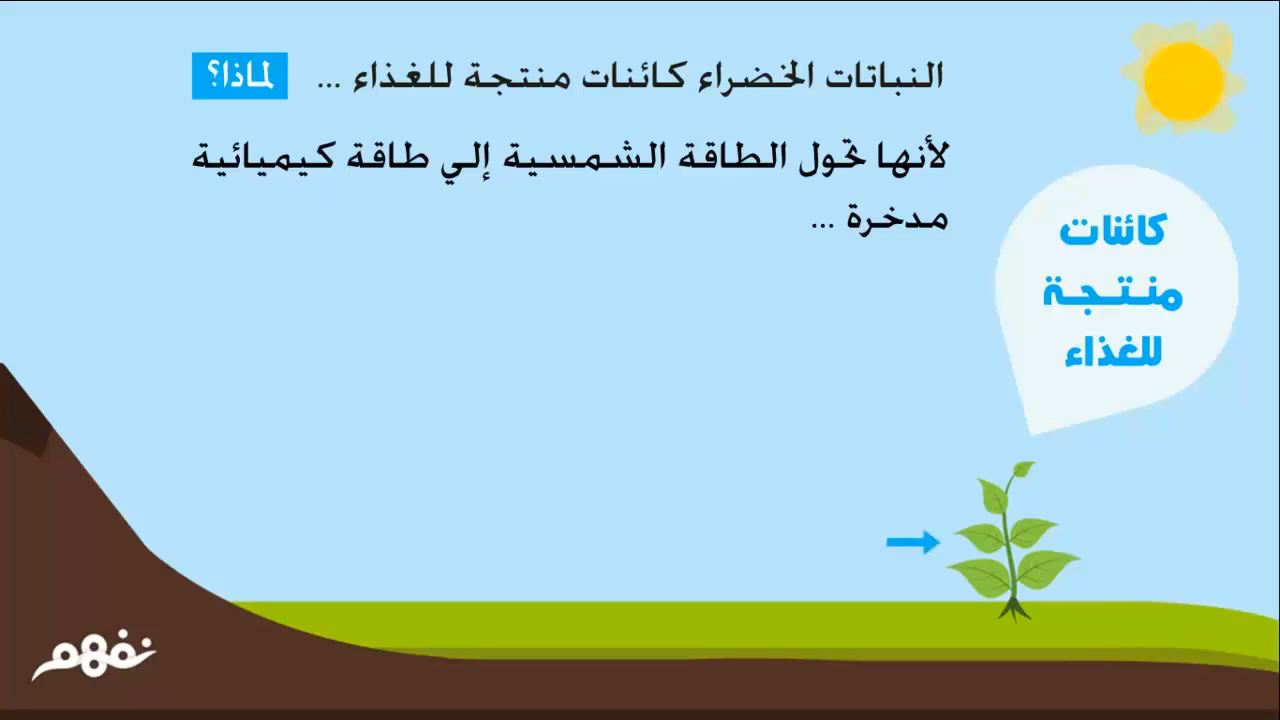 النباتات الخضراء كائنات منتجة للغذاء ... لماذا؟
لأنها تحول الطاقة الشمسية إلي طاقة كيميائية
مدخرة ...
كائنات
منتجة
للغذاء
نفهم